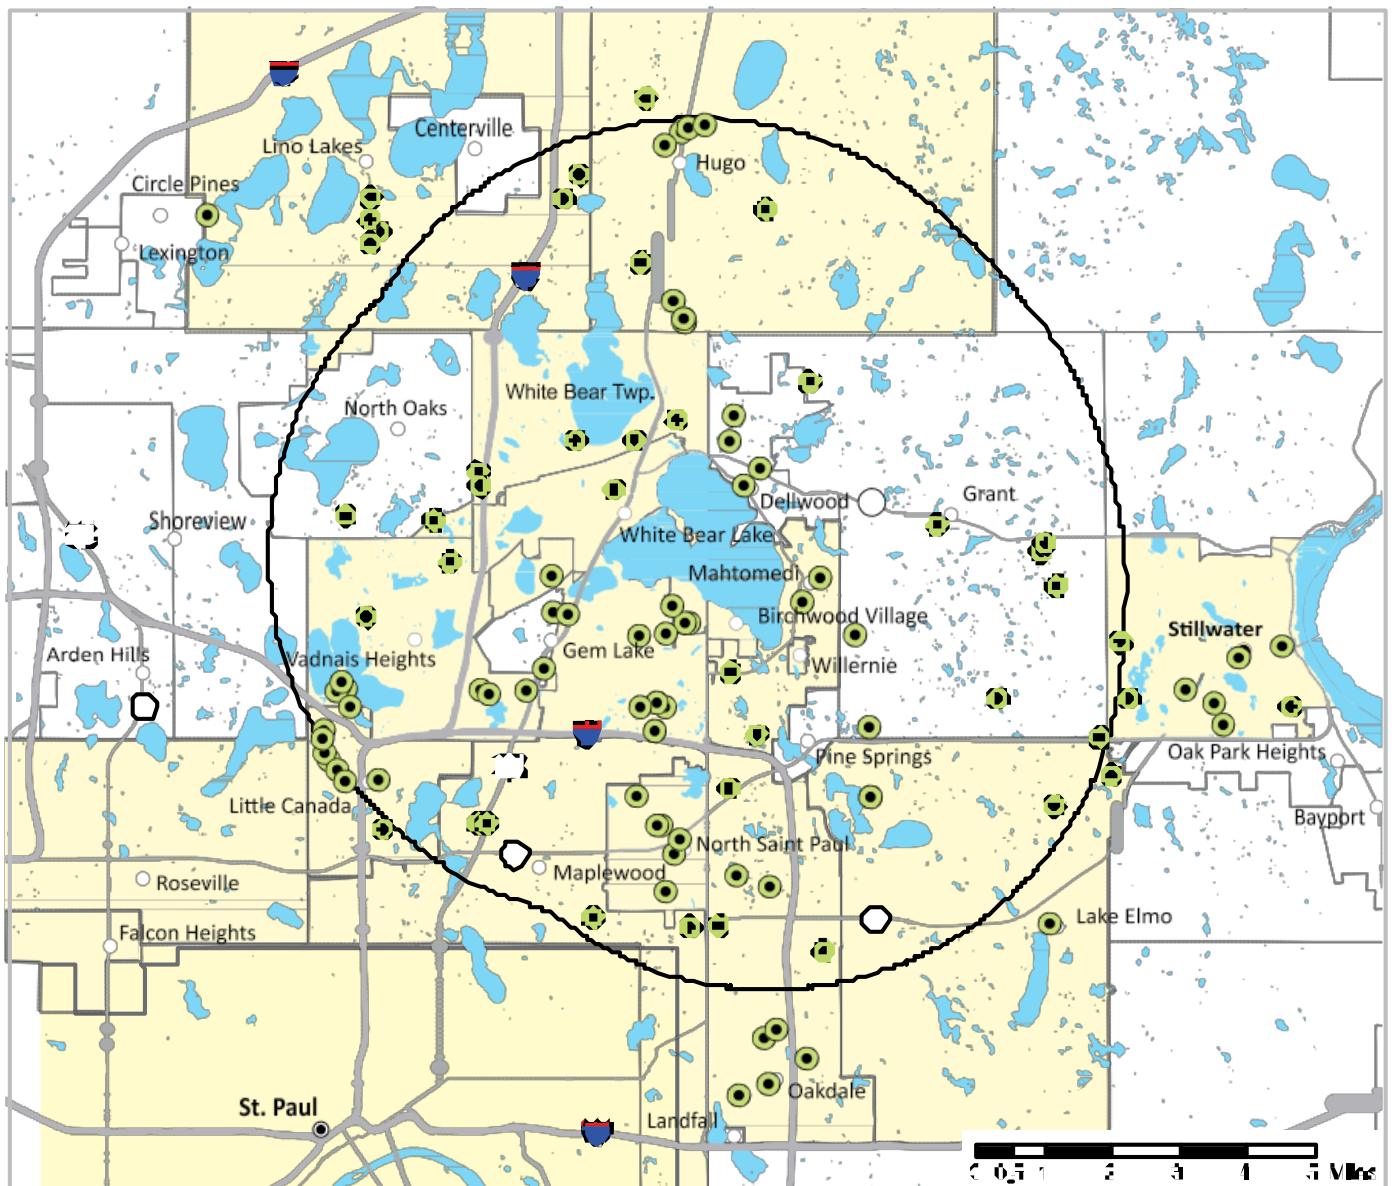 Centerville
Lino Lakes
Hugo
Circle Pines
Lexington
White Bear Twp.
North Oaks
Dellwood
Grant
Shoreview
White Bear Lake
Mahtomedi
Birchwood Village
Stillwater
Gem Lake
Arden Hills
Vadnais Heights
Willernie
Pine Springs
Oak Park Heights
Little Canada
Bayport
North Saint Paul
Maplewood
Roseville
Lake Elmo
Falcon Heights
Oakdale
St. Paul
Landfall